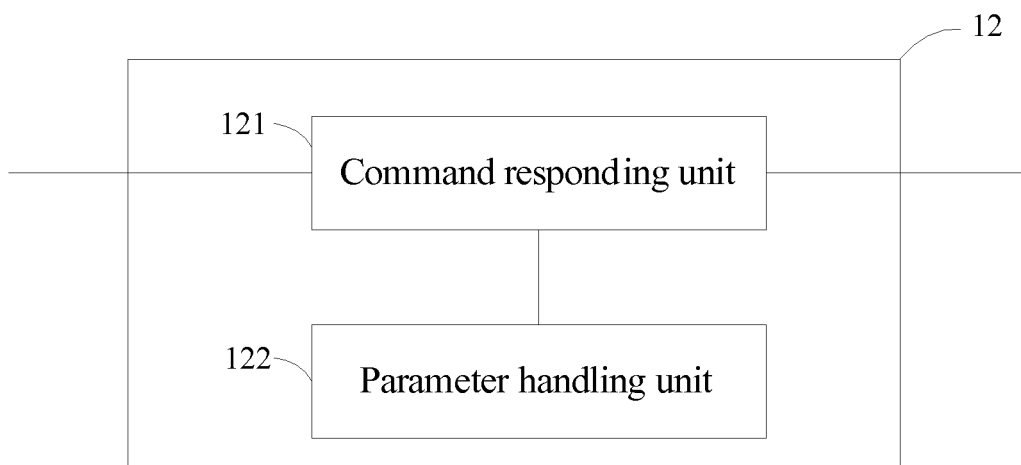 12
121
Command responding unit
122
Parameter handling unit